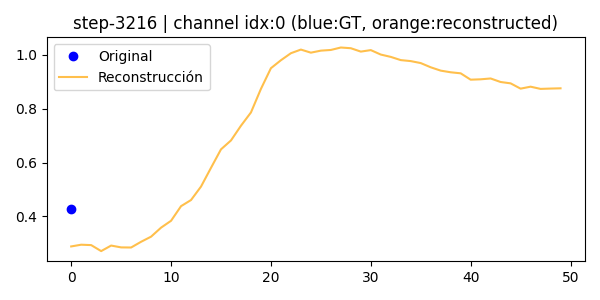 step-3216 | channel idx:0 (blue:GT, orange:reconstructed)
Original
Reconstrucción
1.0
0.8
0.6
0.4
0 10 20 30 40 50